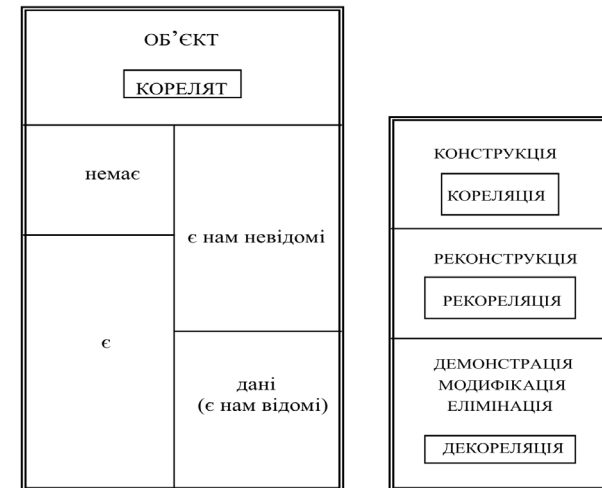 ОБ’ЄКТ
КОРЕЛЯТ
немає
є нам невідомі
є
дані
(є нам відомі)
КОНСТРУКЦІЯ
КОРЕЛЯЦІЯ
РЕКОНСТРУКЦІЯ
РЕКОРЕЛЯЦІЯ
ДЕМОНСТРАЦІЯ
МОДИФІКАЦІЯ
ЕЛІМІНАЦІЯ
ДЕКОРЕЛЯЦІЯ